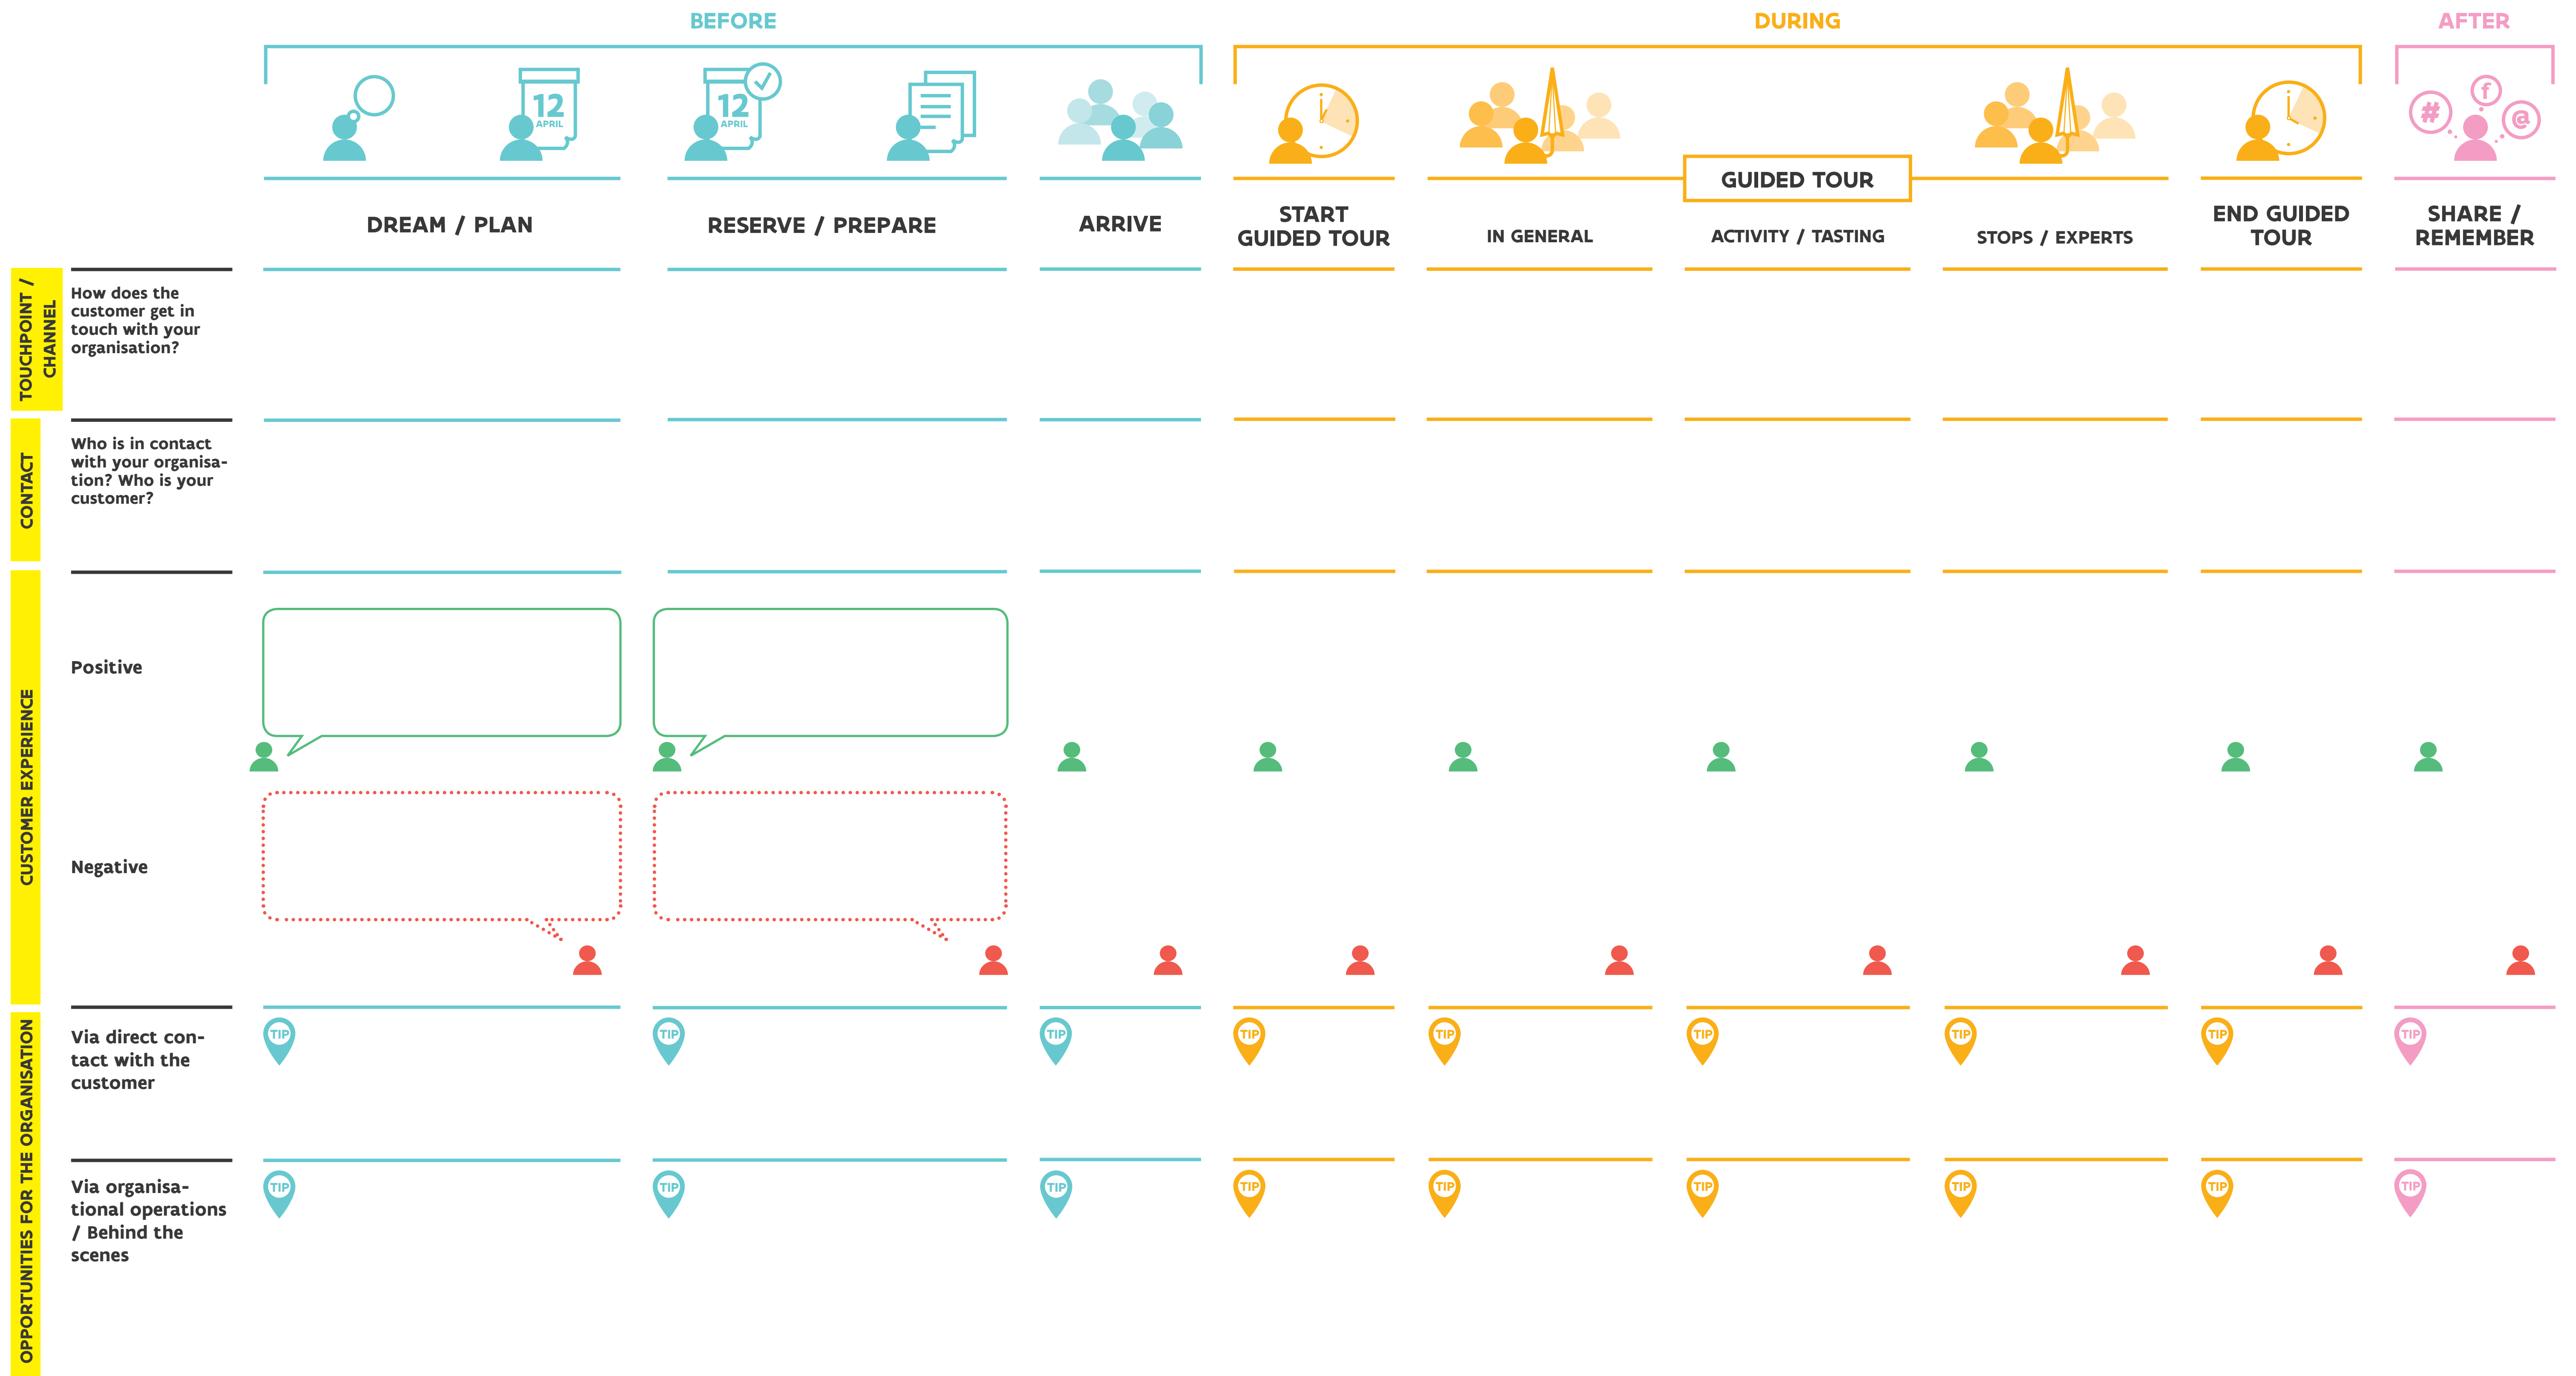 BEFORE
DURING
AFTER
12
APRIL
12
APRIL
#
f
@
GUIDED TOUR
DREAM / PLAN
RESERVE / PREPARE
ARRIVE
START
GUIDED TOUR
IN GENERAL
ACTIVITY / TASTING
STOPS / EXPERTS
END GUIDED
TOUR
SHARE /
REMEMBER
TOUCHPOINT /
CHANNEL
How does the
customer get in
touch with your
organisation?
CONTACT
Who is in contact
with your organisa-
tion? Who is your
customer?
CUSTOMER EXPERIENCE
Positive
Negative
OPPORTUNITIES FOR THE ORGANISATION
Via direct con-
tact with the
customer
TIP
TIP
TIP
TIP
TIP
TIP
TIP
TIP
TIP
Via organisa-
tional operations
/ Behind the
scenes
TIP
TIP
TIP
TIP
TIP
TIP
TIP
TIP
TIP